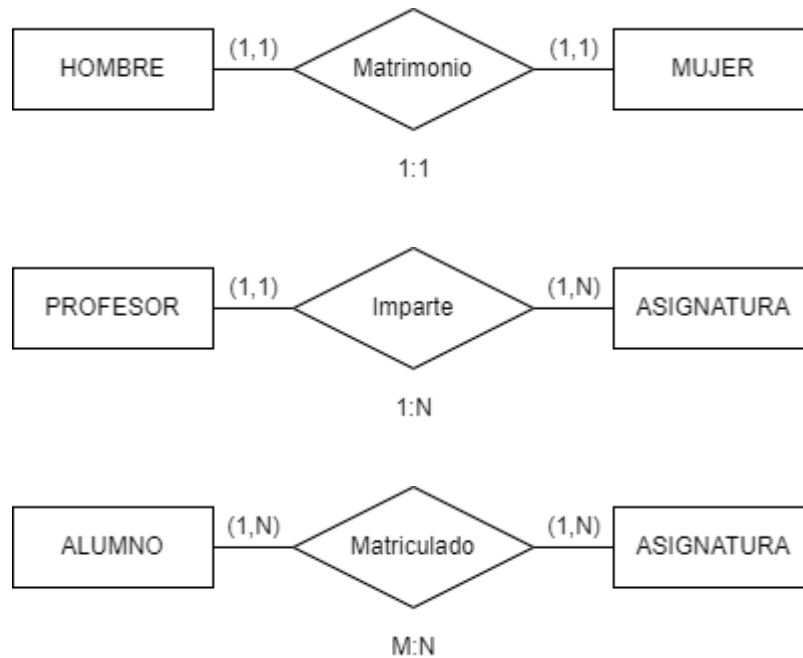 HOMBRE (1,1) Matrimonio (1,1) MUJER
1:1
PROFESOR (1,1) Imparte (1,N) ASIGNATURA
1:N
ALUMNO (1,N) Matriculado (1,N) ASIGNATURA
M:N